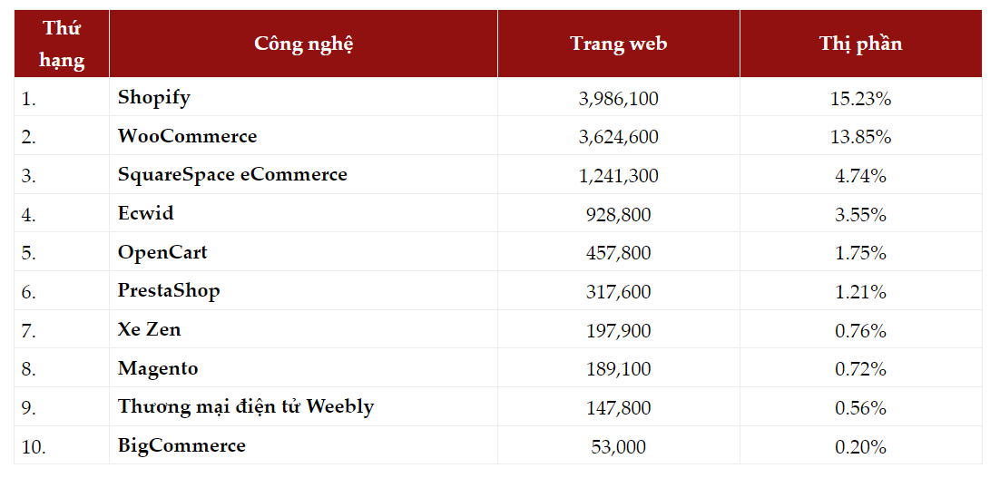 Thứ hạng Công nghệ Trang web Thị phần
1. Shopify 3,986,100 15.23%
2. WooCommerce 3,624,600 13.85%
3. SquareSpace eCommerce 1,241,300 4.74%
4. Ecwid 928,800 3.55%
5. OpenCart 457,800 1.75%
6. PrestaShop 317,600 1.21%
7. Xe Zen 197,900 0.76%
8. Magento 189,100 0.72%
9. Thương mại điện tử Weebly 147,800 0.56%
10. BigCommerce 53,000 0.20%